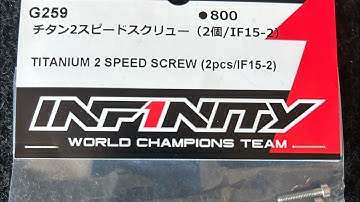 G259 ●800
チタン2スピードスクリュー（2個/IF15-2）
TITANIUM 2 SPEED SCREW (2pcs/IF15-2)
INF1NITY
WORLD CHAMPIONS TEAM